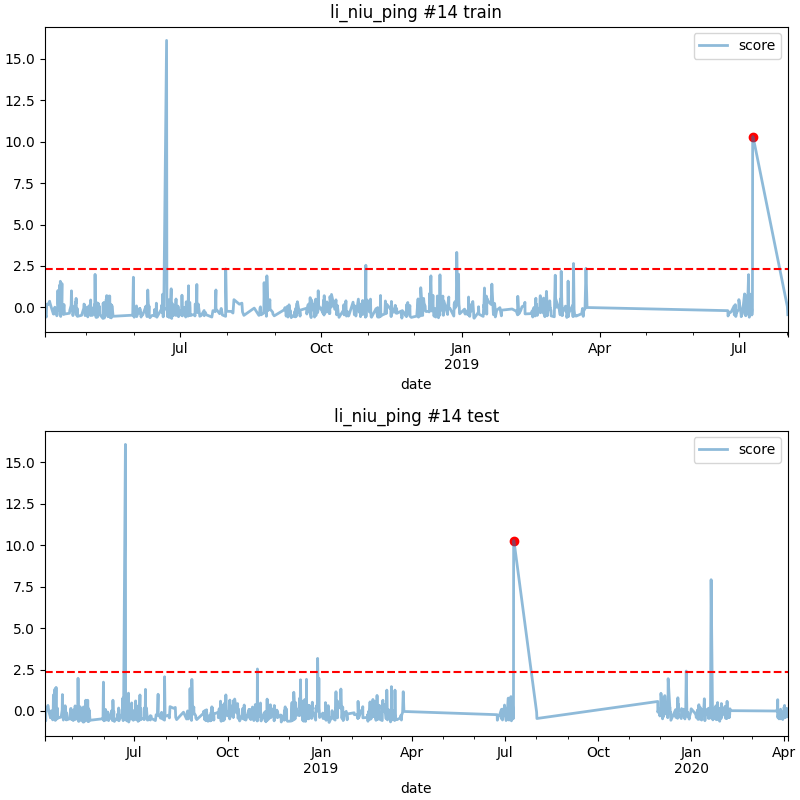 li_niu_ping #14 train
score
15.0
12.5
10.0
7.5
5.0
2.5
0.0
Jul Oct Jan Apr Jul
2019
date
li_niu_ping #14 test
score
15.0
12.5
10.0
7.5
5.0
2.5
0.0
Jul Oct Jan Apr Jul Oct Jan Apr
2019 2020
date